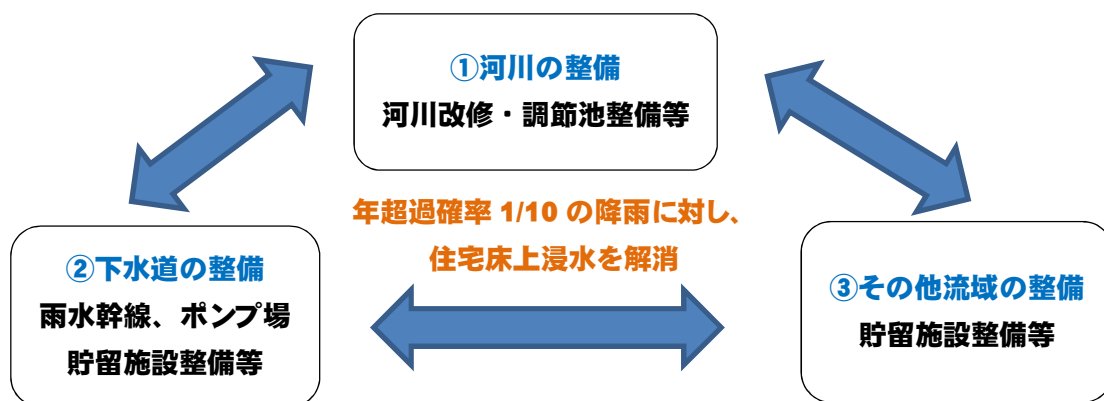 ①河川の整備
河川改修・調節池整備等
年超過確率 1/10 の降雨に対し、
住宅床上浸水を解消
②下水道の整備
雨水幹線、ポンプ場
貯留施設整備等
③その他流域の整備
貯留施設整備等